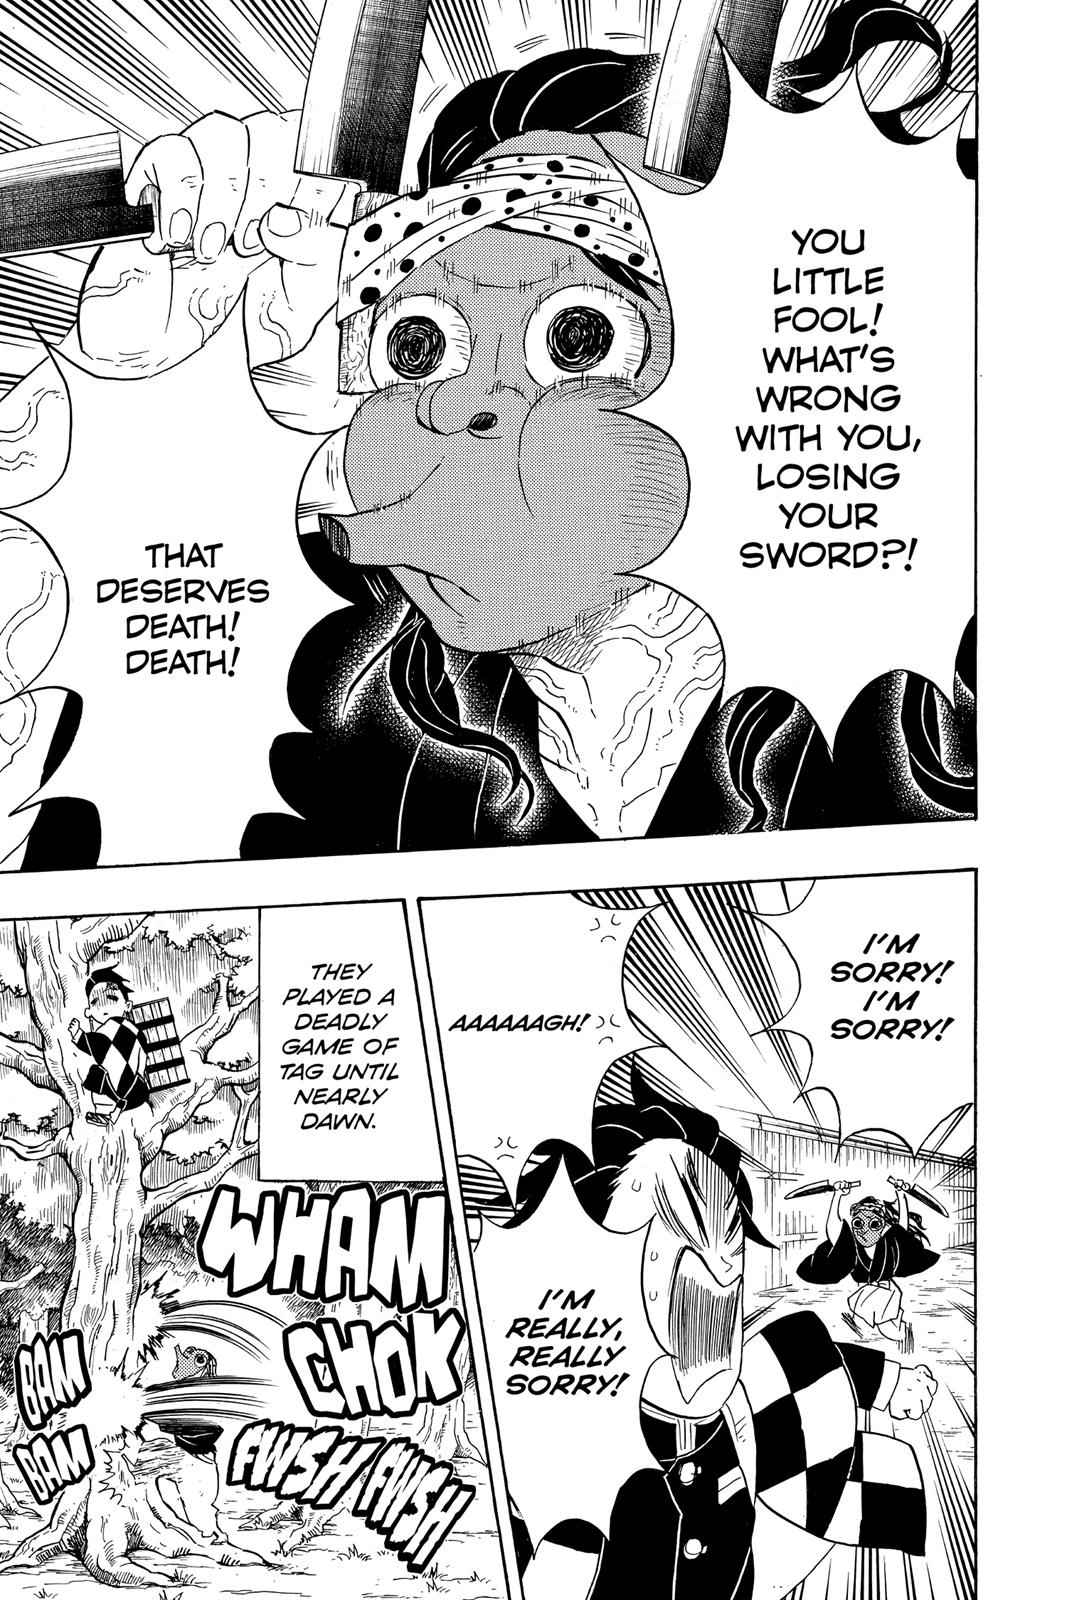 YOU
LITTLE
FOOL!
WHAT'S
WRONG
WITH YOU,
LOSING
YOUR
SWORD?!
THAT
DESERVES
DEATH!
DEATH!
I'M
SORRY!
I'M
SORRY!
AAAAAAGH!
I'M
REALLY,
REALLY
SORRY!
THEY
PLAYED A
DEADLY
GAME OF
TAG UNTIL
NEARLY
DAWN.
WHAM
CHOK
FWSH FWSH
BAM
BAM